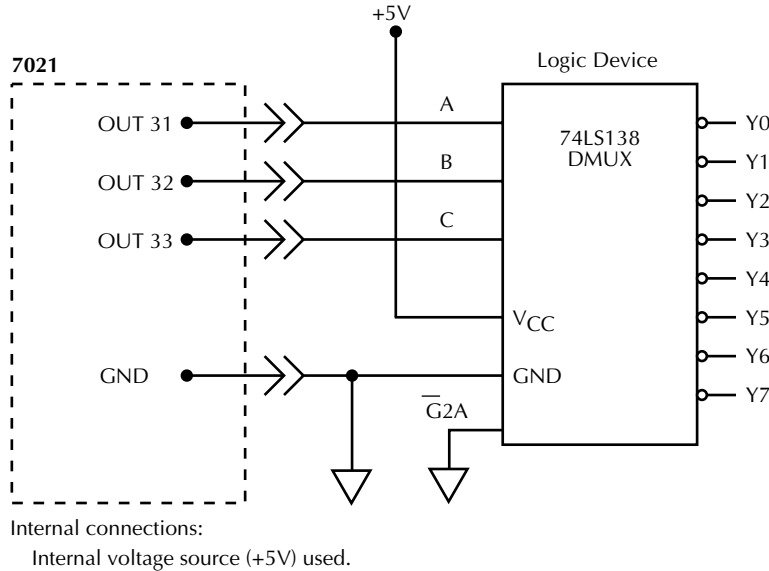 +5V
7021
Logic Device
OUT 31
A
74LS138
DMUX
Y0
Y1
OUT 32
B
Y2
OUT 33
C
Y3
Y4
VCC
Y5
GND
GND
Y6
G2A
Y7
Internal connections:
Internal voltage source (+5V) used.